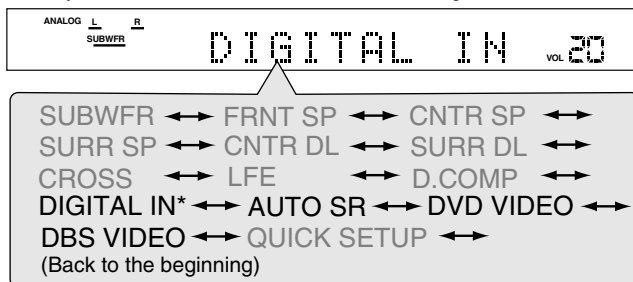 ANALOG L R
SUBWFR
DIGITAL IN VOL 20
SUBWFR ↔ FRNT SP ↔ CNTR SP ↔
SURR SP ↔ CNTR DL ↔ SURR DL ↔
CROSS ↔ LFE ↔ D.COMP ↔
DIGITAL IN* ↔ AUTO SR ↔ DVD VIDEO ↔
DBS VIDEO ↔ QUICK SETUP ↔
(Back to the beginning)